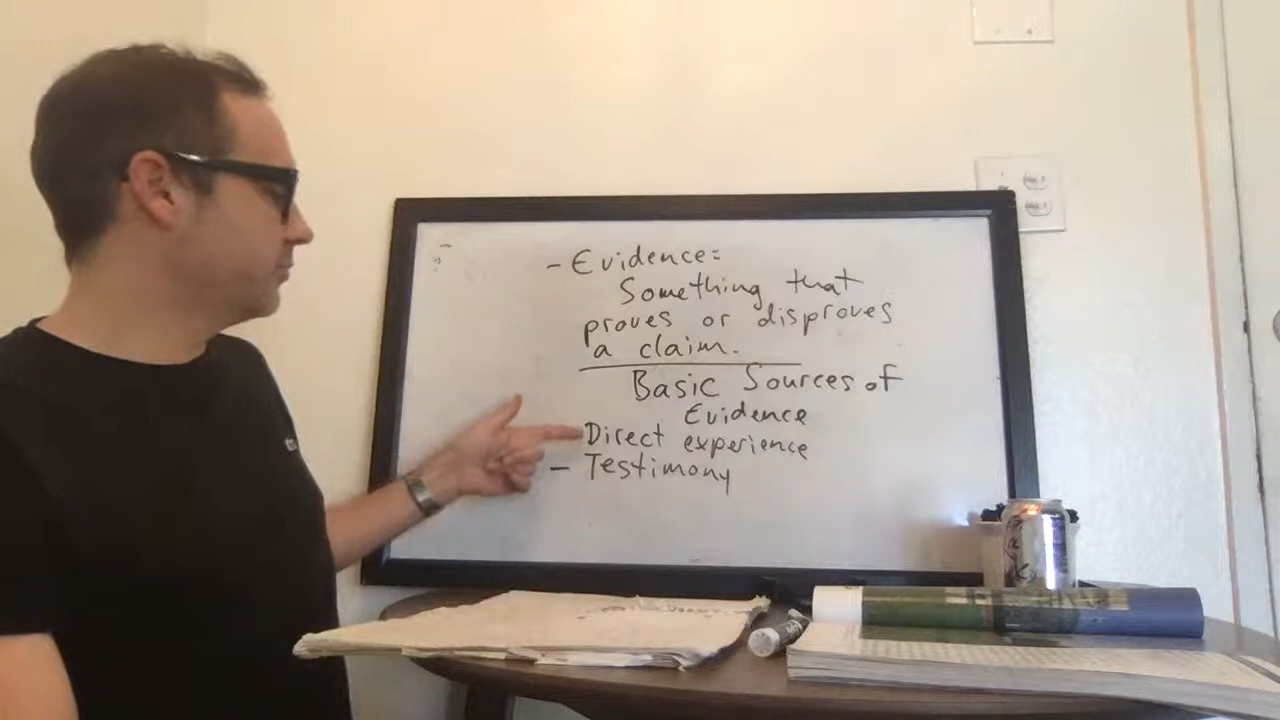 - Evidence:
Something that
proves or disproves
a claim.
Basic Sources of
Evidence
Direct experience
- Testimony